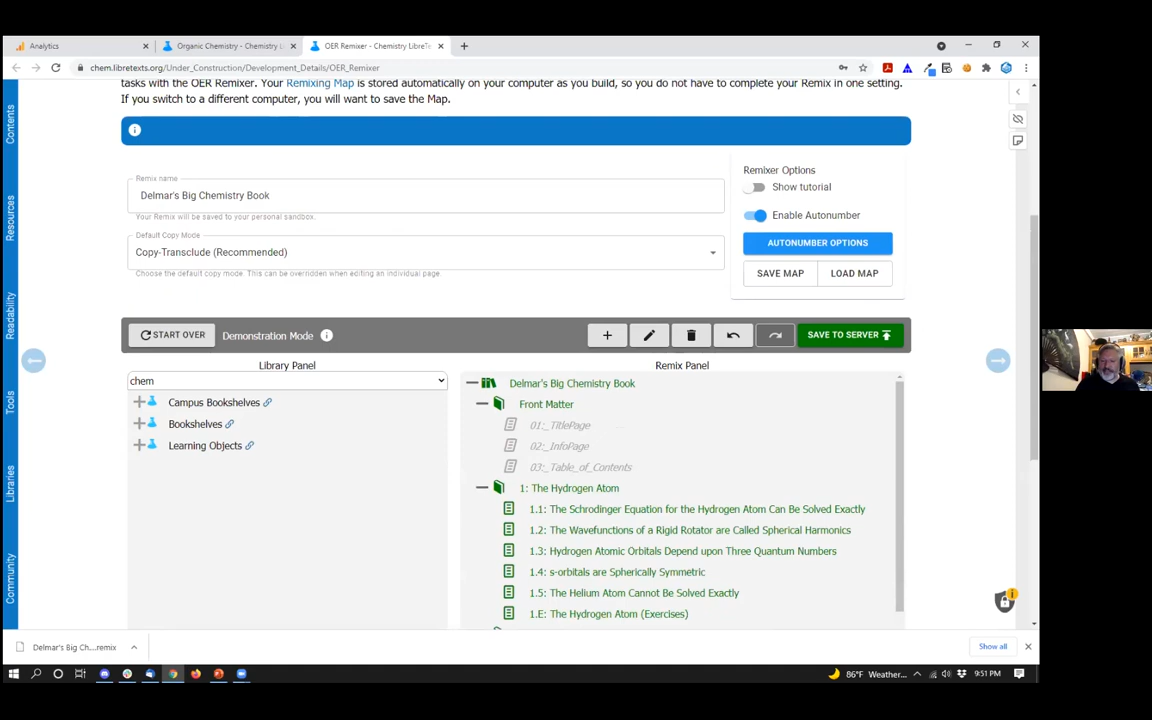 Analytics
Organic Chemistry - Chemistry Li
OER Remixer - Chemistry LibreTe
chem.libretexts.org/Under_Construction/Development_Details/OER_Remixer
tasks with the OER Remixer. Your Remixing Map is stored automatically on your computer as you build, so you do not have to complete your Remix in one setting.
If you switch to a different computer, you will want to save the Map.
Contents
Resources
Readability
Tools
Libraries
Community
Remix name
Delmar's Big Chemistry Book
Your Remix will be saved to your personal sandbox.
Default Copy Mode
Copy-Transclude (Recommended)
Choose the default copy mode. This can be overridden when editing an individual page.
Remixer Options
Show tutorial
Enable Autonumber
AUTONUMBER OPTIONS
SAVE MAP LOAD MAP
START OVER Demonstration Mode SAVE TO SERVER
Library Panel
chem
Campus Bookshelves
Bookshelves
Learning Objects
Remix Panel
Delmar's Big Chemistry Book
Front Matter
01:_TitlePage
02:_InfoPage
03:_Table_of_Contents
1: The Hydrogen Atom
1.1: The Schrodinger Equation for the Hydrogen Atom Can Be Solved Exactly
1.2: The Wavefunctions of a Rigid Rotator are Called Spherical Harmonics
1.3: Hydrogen Atomic Orbitals Depend upon Three Quantum Numbers
1.4: s-orbitals are Spherically Symmetric
1.5: The Helium Atom Cannot Be Solved Exactly
1.E: The Hydrogen Atom (Exercises)
Delmar's Big Ch....remix
Show all
86°F Weather... 9:51 PM